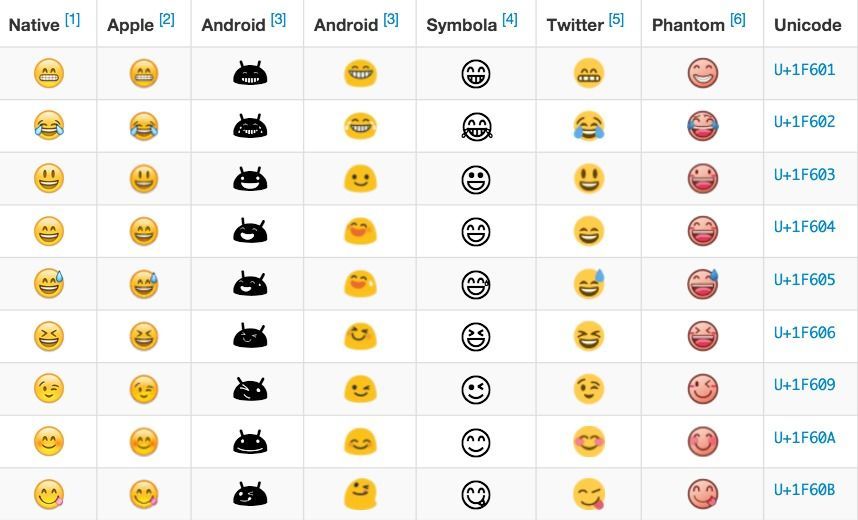 Native [1] Apple [2] Android [3] Android [3] Symbola [4] Twitter [5] Phantom [6] Unicode
U+1F601
U+1F602
U+1F603
U+1F604
U+1F605
U+1F606
U+1F609
U+1F60A
U+1F60B